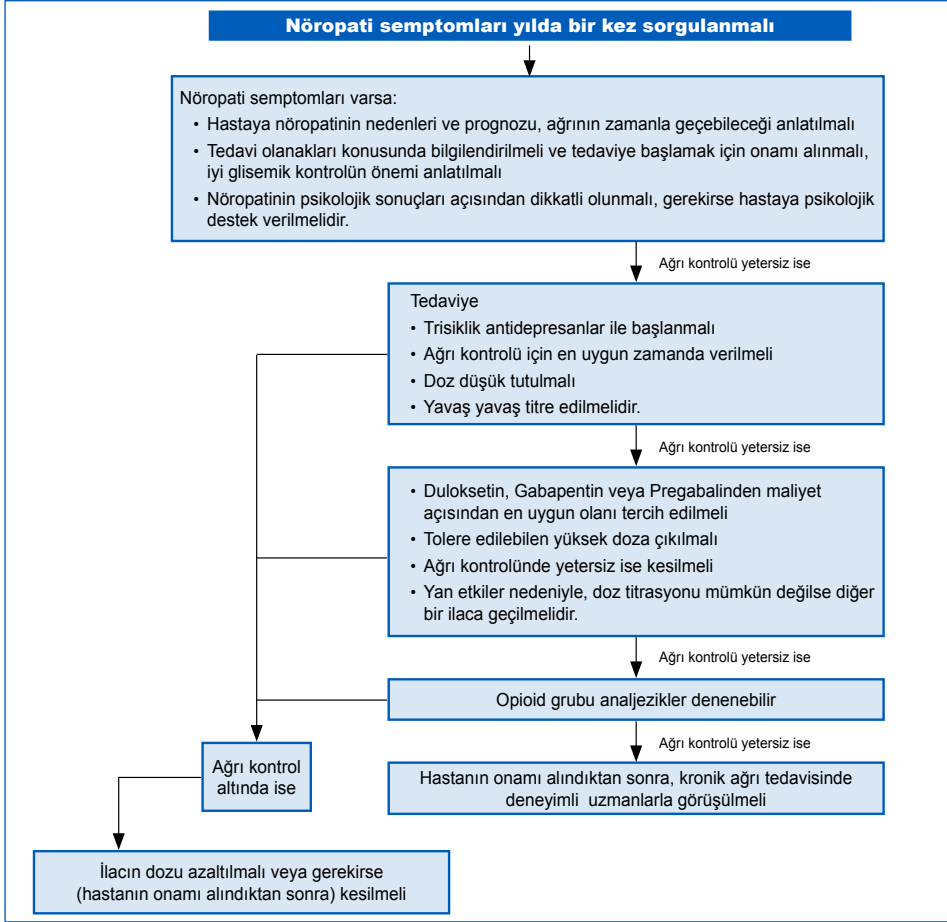 Nöropati semptomları yılda bir kez sorgulanmalı
Nöropati semptomları varsa:
• Hastaya nöropatinin nedenleri ve prognozu, ağrının zamanla geçebileceği anlatılmalı
• Tedavi olanakları konusunda bilgilendirilmeli ve tedaviye başlamak için onamı alınmalı,
iyi glisemik kontrolün önemi anlatılmalı
• Nöropatinin psikolojik sonuçları açısından dikkatli olunmalı, gerekirse hastaya psikolojik
destek verilmelidir.
Ağrı kontrolü yetersiz ise
Tedaviye
• Trisiklik antidepresanlar ile başlanmalı
• Ağrı kontrolü için en uygun zamanda verilmeli
• Doz düşük tutulmalı
• Yavaş yavaş titre edilmelidir.
Ağrı kontrolü yetersiz ise
• Duloksetin, Gabapentin veya Pregabalinden maliyet
açısından en uygun olanı tercih edilmeli
• Tolere edilebilen yüksek doza çıkılmalı
• Ağrı kontrolünde yetersiz ise kesilmeli
• Yan etkiler nedeniyle, doz titrasyonu mümkün değilse diğer
bir ilaca geçilmelidir.
Ağrı kontrolü yetersiz ise
Opioid grubu analjezikler denenebilir
Ağrı kontrolü yetersiz ise
Hastanın onamı alındıktan sonra, kronik ağrı tedavisinde
deneyimli uzmanlarla görüşülmeli
Ağrı kontrol
altında ise
İlacın dozu azaltılmalı veya gerekirse
(hastanın onamı alındıktan sonra) kesilmeli